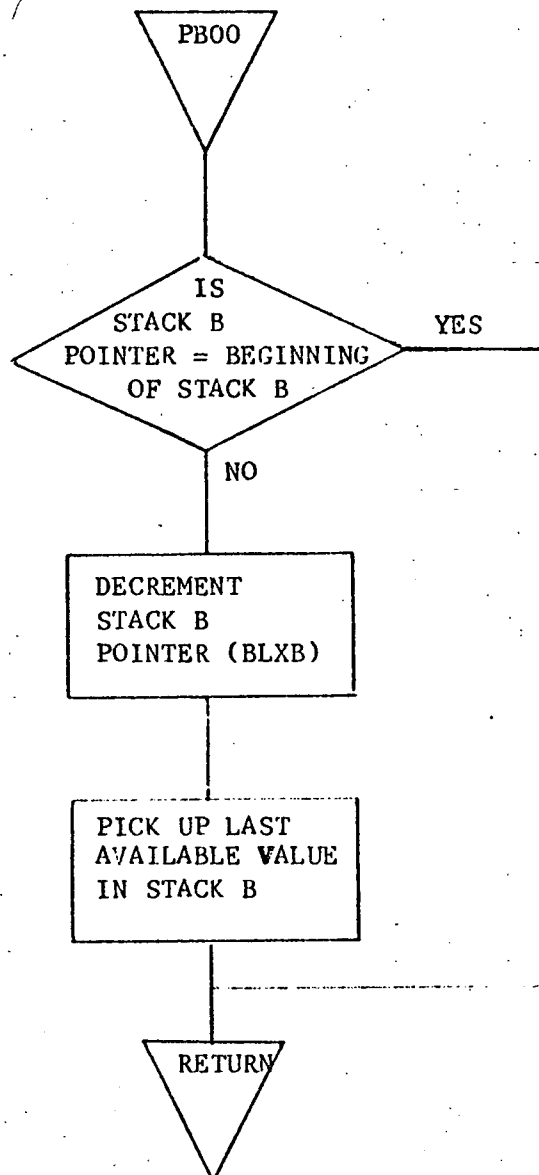 PB00
IS
STACK B
POINTER = BEGINNING
OF STACK B
YES
NO
DECREMENT
STACK B
POINTER (BLXB)
PICK UP LAST
AVAILABLE VALUE
IN STACK B
RETURN